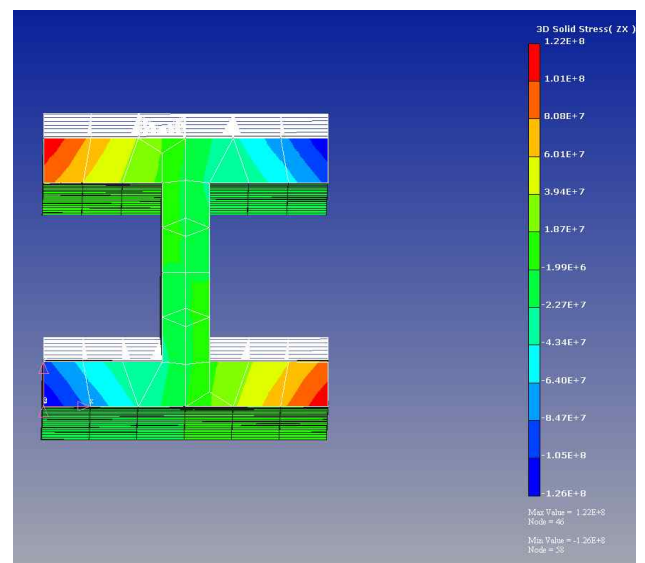 3D Solid Stress( ZX )
1.22E+8
1.01E+8
8.08E+7
6.01E+7
3.94E+7
1.87E+7
-1.99E+6
-2.27E+7
-4.34E+7
-6.40E+7
-8.47E+7
-1.05E+8
-1.26E+8
Max Value = 1.22E+8
Node = 46
Min Value = -1.26E+8
Node = 58